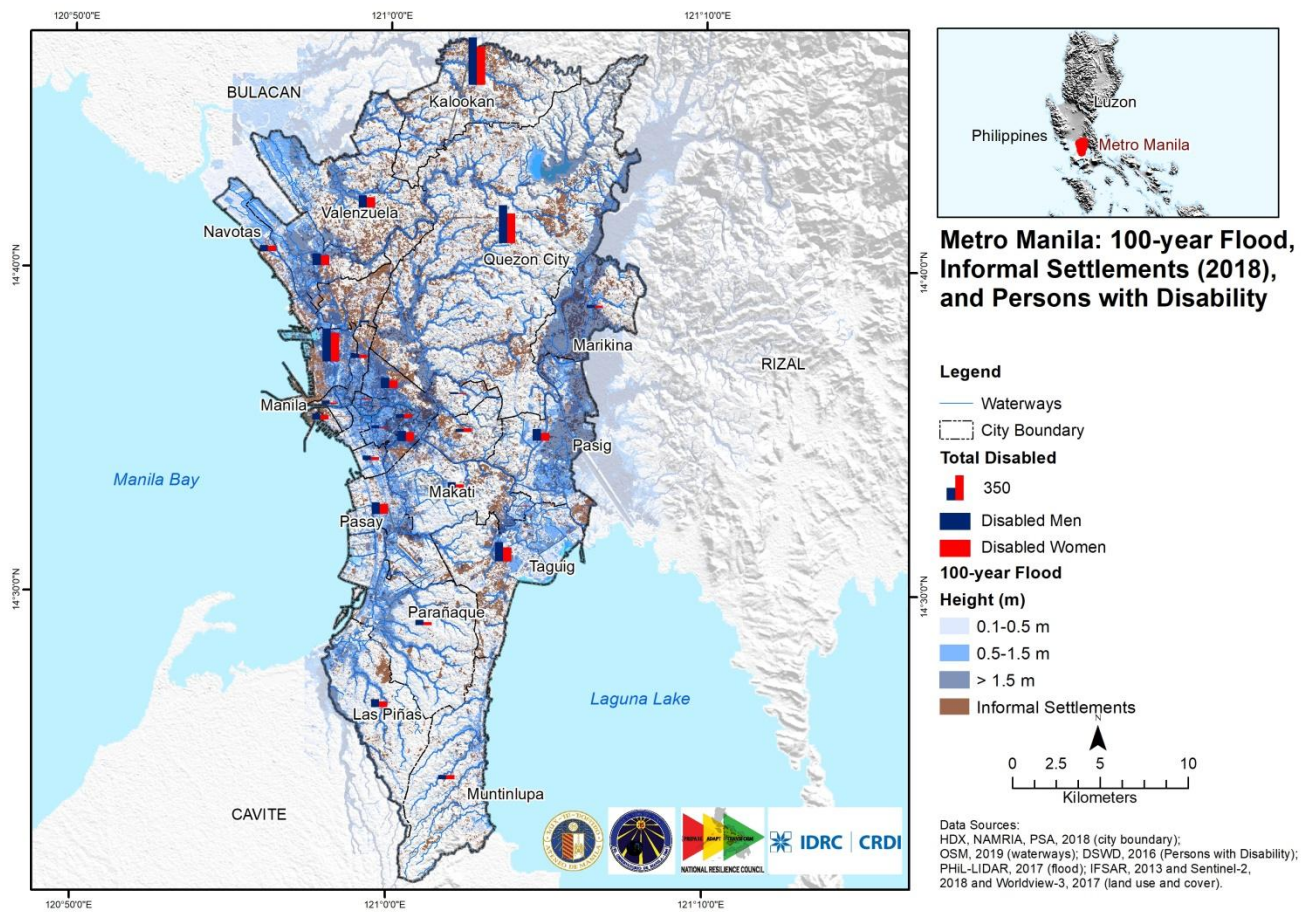 120°50'0"E
121°0'0"E
121°10'0"E
BULACAN
Kalookan
Valenzuela
Navotas
Quezon City
Marikina
RIZAL
Manila
Pasig
Manila Bay
Makati
Pasay
Taguig
Parañaque
Laguna Lake
Las Piñas
Muntinlupa
CAVITE
14°40'0"N
14°30'0"N
14°40'0"N
14°30'0"N
120°50'0"E
121°0'0"E
121°10'0"E
NATIONAL RESILIENCE COUNCIL
ADAPT
IDRC | CRDI
Luzon
Philippines
Metro Manila
Metro Manila: 100-year Flood,
Informal Settlements (2018),
and Persons with Disability
Legend
Waterways
City Boundary
Total Disabled
350
Disabled Men
Disabled Women
100-year Flood
Height (m)
0.1-0.5 m
0.5-1.5 m
> 1.5 m
Informal Settlements
N
0 2.5 5 10
Kilometers
Data Sources:
HDX, NAMRIA, PSA, 2018 (city boundary);
OSM, 2019 (waterways); DSWD, 2016 (Persons with Disability);
PHiL-LIDAR, 2017 (flood); IFSAR, 2013 and Sentinel-2,
2018 and Worldview-3, 2017 (land use and cover).